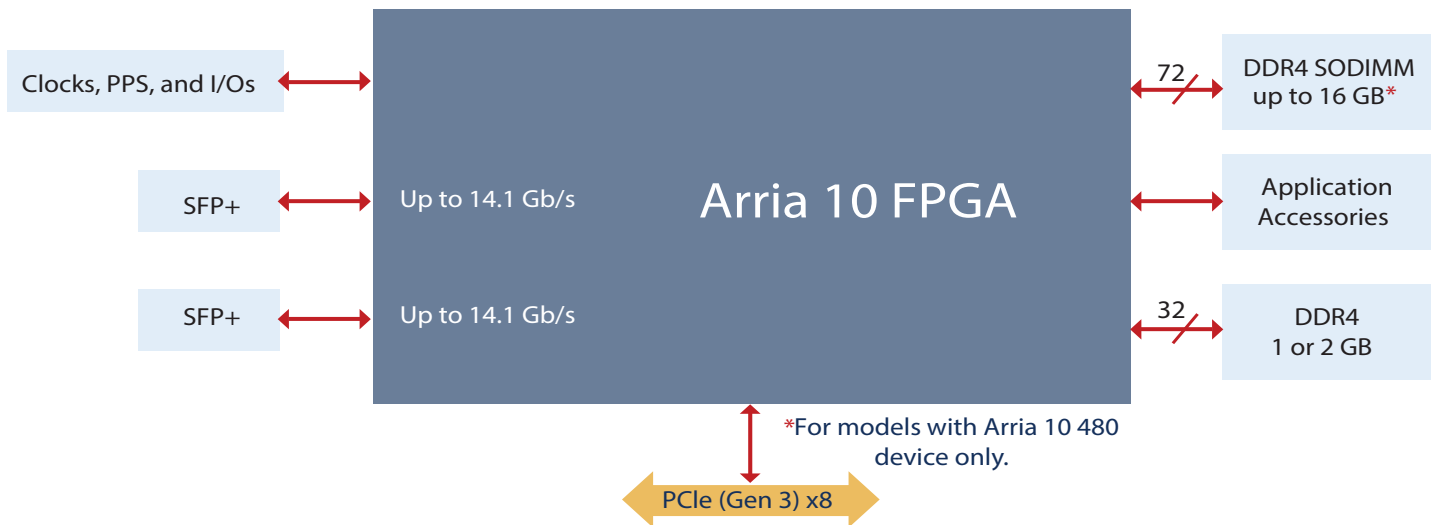 Clocks, PPS, and I/Os
SFP+
SFP+
Up to 14.1 Gb/s
Up to 14.1 Gb/s
Arria 10 FPGA
72
DDR4 SODIMM
up to 16 GB*
Application
Accessories
32
DDR4
1 or 2 GB
*For models with Arria 10 480
device only.
PCIe (Gen 3) x8